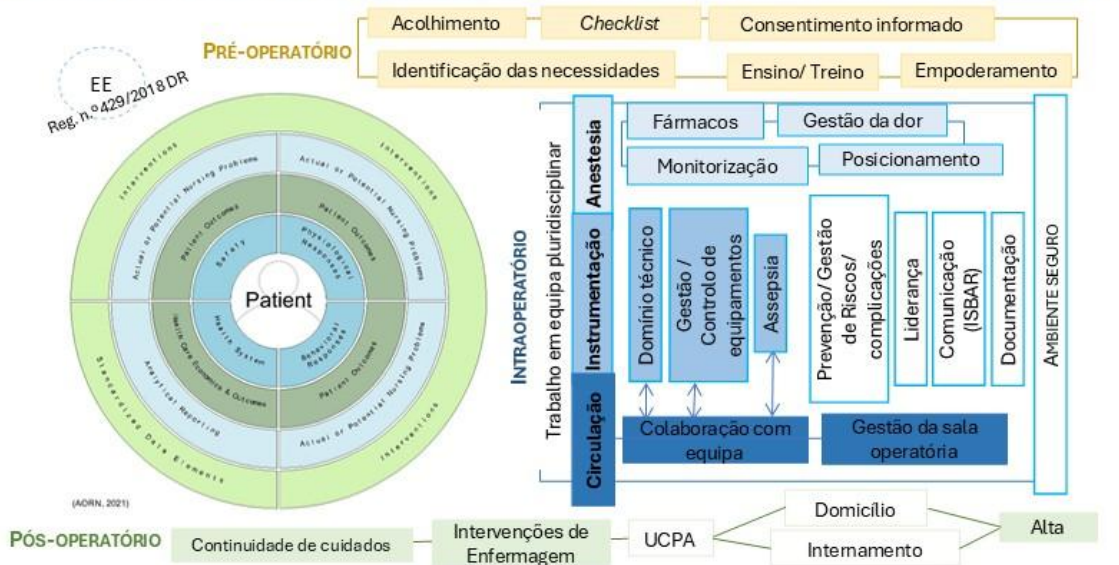 Acolhimento
Checklist
Consentimento informado
PRÉ-OPERATÓRIO
Identificação das necessidades
Ensino/ Treino
Empoderamento
EE
Reg. n.º429/2018 DR
Interventions
Interventions
Actual or Potential Nursing Problems
Actual or Potential Nursing Problems
Patient Outcomes
Patient Outcomes
Safety
Physiological
Responses
Patient
Health System
Behavioral
Responses
Health Care Economics & Outcomes
Patient Outcomes
Analytical Reporting
Actual or Potential Nursing Problems
Standardized Data Elements
Interventions
(AORN, 2021)
INTRAOPERATÓRIO
Trabalho em equipa pluridisciplinar
Anestesia
Fármacos
Gestão da dor
Monitorização
Posicionamento
Instrumentação
Domínio técnico
Gestão /
Controlo de
equipamentos
Assepsia
Prevenção/ Gestão
de Riscos/
complicações
Liderança
Comunicação
(ISBAR)
Documentação
AMBIENTE SEGURO
Circulação
Colaboração com
equipa
Gestão da sala
operatória
PÓS-OPERATÓRIO
Continuidade de cuidados
Intervenções de
Enfermagem
UCPA
Domicílio
Internamento
Alta